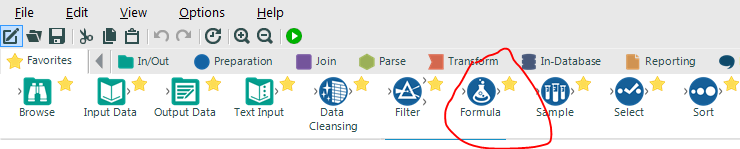 File Edit View Options Help
Favorites In/Out Preparation Join Parse Transform In-Database Reporting
Browse Input Data Output Data Text Input Data Cleansing Filter Formula Sample Select Sort